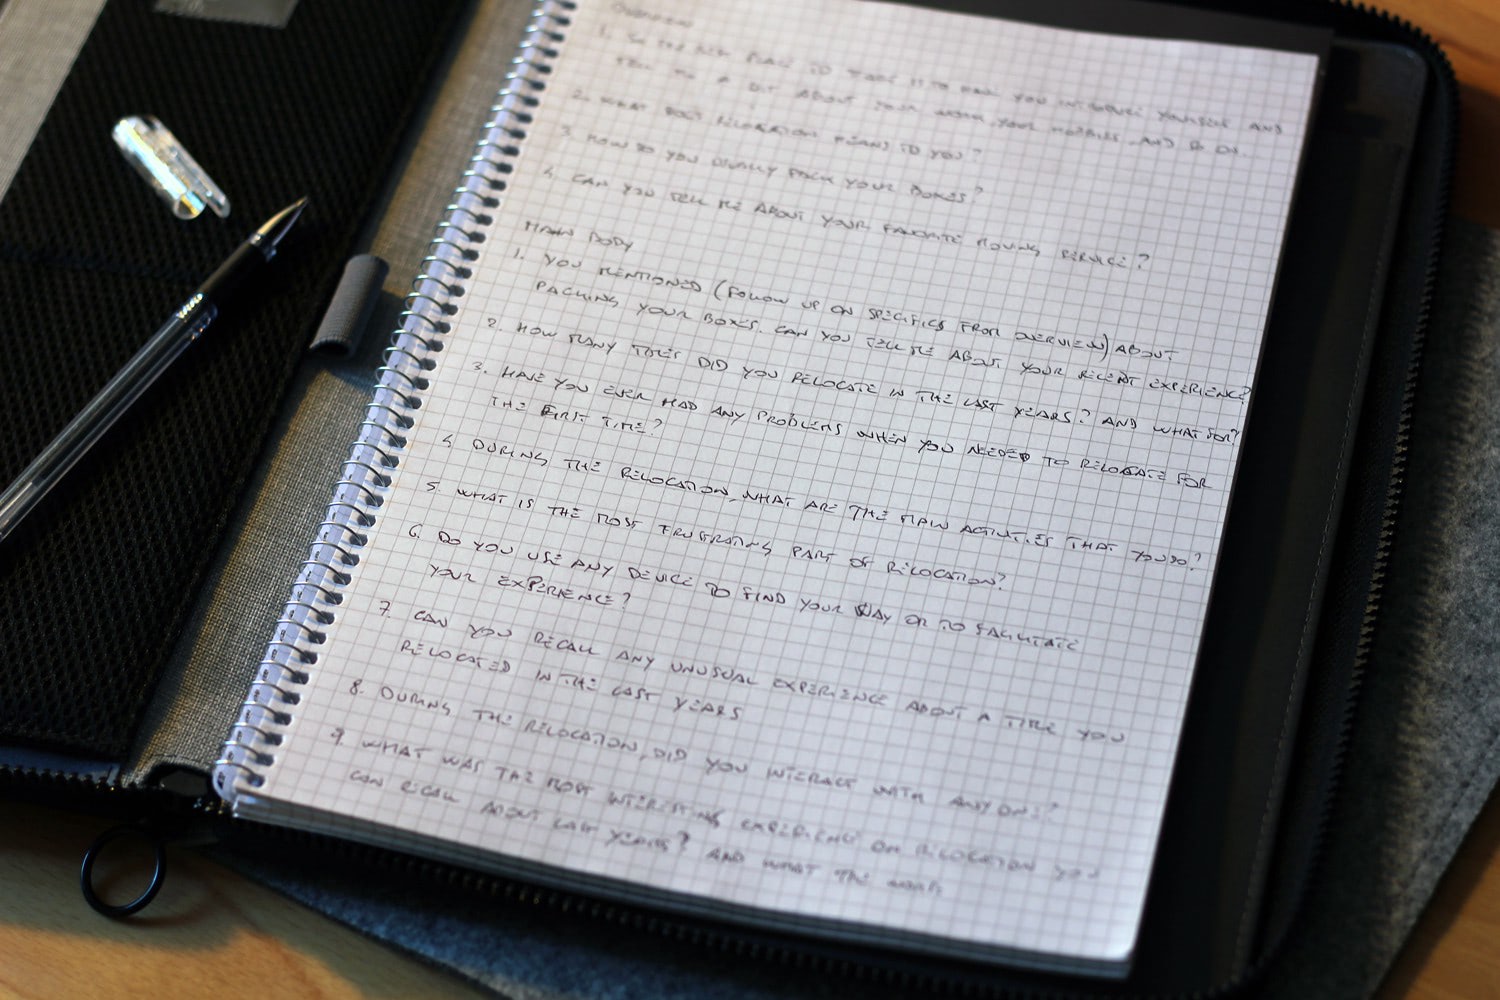 Overview
1. SO THE PLACE TO START IS TO HAVE YOU INTRODUCE YOURSELF AND
TELL ME A BIT ABOUT YOUR WORK, YOUR HOBBIES, AND SO ON.
2. WHAT DOES RELOCATION MEANS TO YOU?
3. HOW DO YOU USUALLY PACK YOUR BOXES?
4. CAN YOU TELL ME ABOUT YOUR FAVORITE MOVING SERVICE?
MAIN BODY
1. YOU MENTIONED (FOLLOW UP ON SPECIFICS FROM OVERVIEW) ABOUT
PACKING YOUR BOXES. CAN YOU TELL ME ABOUT YOUR RECENT EXPERIENCE?
2. HOW MANY TIMES DID YOU RELOCATE IN THE LAST YEARS? AND WHAT FOR?
3. HAVE YOU EVER HAD ANY PROBLEMS WHEN YOU NEEDED TO RELOCATE FOR
THE FIRST TIME?
4. DURING THE RELOCATION, WHAT ARE THE MAIN ACTIVITIES THAT YOU DO?
5. WHAT IS THE MOST FRUSTRATING PART OF RELOCATION?
6. DO YOU USE ANY DEVICE TO FIND YOUR WAY OR TO FACILITATE
YOUR EXPERIENCE?
7. CAN YOU RECALL ANY UNUSUAL EXPERIENCE ABOUT A TIME YOU
RELOCATED IN THE LAST YEARS
8. DURING THE RELOCATION, DID YOU INTERACT WITH ANYONE?
9. WHAT WAS THE MOST INTERESTING EXPERIENCE ON RELOCATION YOU
CAN RECALL ABOUT LAST YEARS? AND WHAT THE